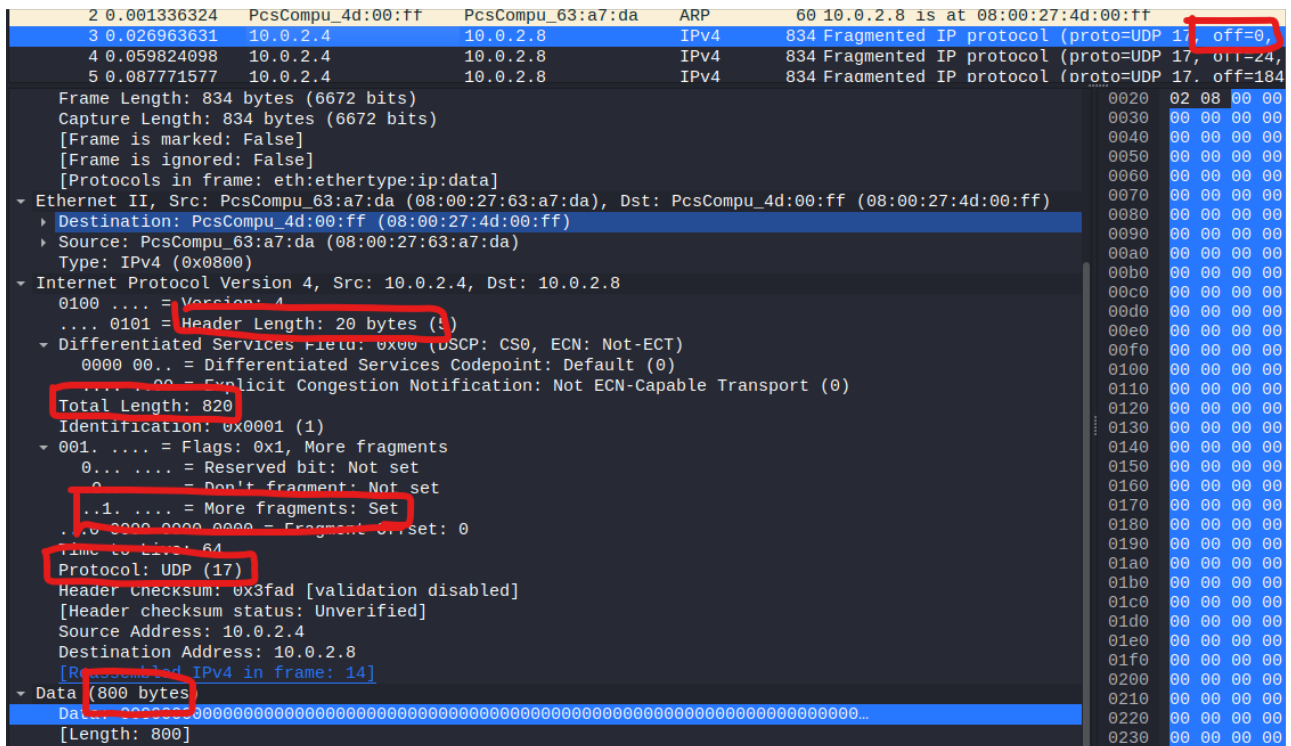 2 0.001336324 PcsCompu_4d:00:ff PcsCompu_63:a7:da ARP 60 10.0.2.8 is at 08:00:27:4d:00:ff
3 0.026963631 10.0.2.4 10.0.2.8 IPv4 834 Fragmented IP protocol (proto=UDP 17, off=0,
4 0.059824098 10.0.2.4 10.0.2.8 IPv4 834 Fragmented IP protocol (proto=UDP 17, off=24,
5 0.087771577 10.0.2.4 10.0.2.8 IPv4 834 Fragmented IP protocol (proto=UDP 17, off=184
Frame Length: 834 bytes (6672 bits)
Capture Length: 834 bytes (6672 bits)
[Frame is marked: False]
[Frame is ignored: False]
[Protocols in frame: eth:ethertype:ip:data]
Ethernet II, Src: PcsCompu_63:a7:da (08:00:27:63:a7:da), Dst: PcsCompu_4d:00:ff (08:00:27:4d:00:ff)
Destination: PcsCompu_4d:00:ff (08:00:27:4d:00:ff)
Source: PcsCompu_63:a7:da (08:00:27:63:a7:da)
Type: IPv4 (0x0800)
Internet Protocol Version 4, Src: 10.0.2.4, Dst: 10.0.2.8
0100 .... = Version: 4
.... 0101 = Header Length: 20 bytes (5)
Differentiated Services Field: 0x00 (DSCP: CS0, ECN: Not-ECT)
0000 00.. = Differentiated Services Codepoint: Default (0)
.... ..00 = Explicit Congestion Notification: Not ECN-Capable Transport (0)
Total Length: 820
Identification: 0x0001 (1)
001. .... = Flags: 0x1, More fragments
0... .... = Reserved bit: Not set
.0.. .... = Don't fragment: Not set
..1. .... = More fragments: Set
...0 0000 0000 0000 = Fragment Offset: 0
Time to Live: 64
Protocol: UDP (17)
Header Checksum: 0x3fad [validation disabled]
[Header checksum status: Unverified]
Source Address: 10.0.2.4
Destination Address: 10.0.2.8
[Reassembled IPv4 in frame: 14]
Data (800 bytes)
Data: 000000000000000000000000000000000000000000000000000000000000000000000000…
[Length: 800]
0020 02 08 00 00
0030 00 00 00 00
0040 00 00 00 00
0050 00 00 00 00
0060 00 00 00 00
0070 00 00 00 00
0080 00 00 00 00
0090 00 00 00 00
00a0 00 00 00 00
00b0 00 00 00 00
00c0 00 00 00 00
00d0 00 00 00 00
00e0 00 00 00 00
00f0 00 00 00 00
0100 00 00 00 00
0110 00 00 00 00
0120 00 00 00 00
0130 00 00 00 00
0140 00 00 00 00
0150 00 00 00 00
0160 00 00 00 00
0170 00 00 00 00
0180 00 00 00 00
0190 00 00 00 00
01a0 00 00 00 00
01b0 00 00 00 00
01c0 00 00 00 00
01d0 00 00 00 00
01e0 00 00 00 00
01f0 00 00 00 00
0200 00 00 00 00
0210 00 00 00 00
0220 00 00 00 00
0230 00 00 00 00